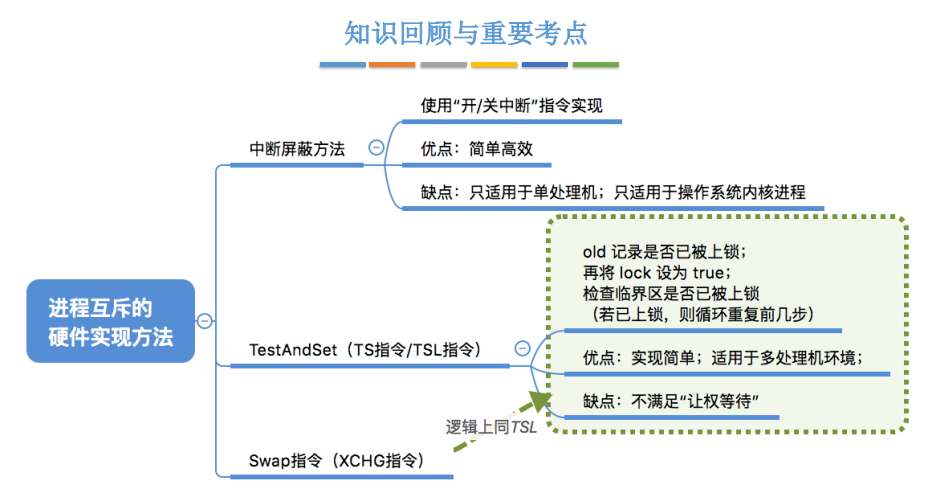 知识回顾与重要考点
使用“开/关中断”指令实现
中断屏蔽方法
优点：简单高效
缺点：只适用于单处理机；只适用于操作系统内核进程
old 记录是否已被上锁；
再将 lock 设为 true；
检查临界区是否已被上锁
（若已上锁，则循环重复前几步）
进程互斥的
硬件实现方法
TestAndSet（TS指令/TSL指令）
优点：实现简单；适用于多处理机环境；
缺点：不满足“让权等待”
逻辑上同TSL
Swap指令（XCHG指令）